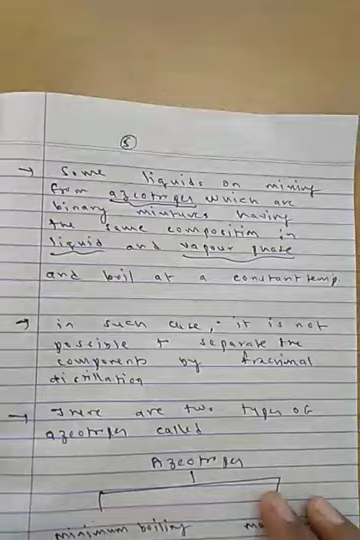 5
→ Some liquids on mixing
from azeotropes which are
binary mixtures having
the same composition in
liquid and vapour phase
and boil at a constant temp.
→ in such case, it is not
possible to separate the
components by fractional
distillation
→ There are two types of
azeotropes called
Azeotropes
minimum boiling